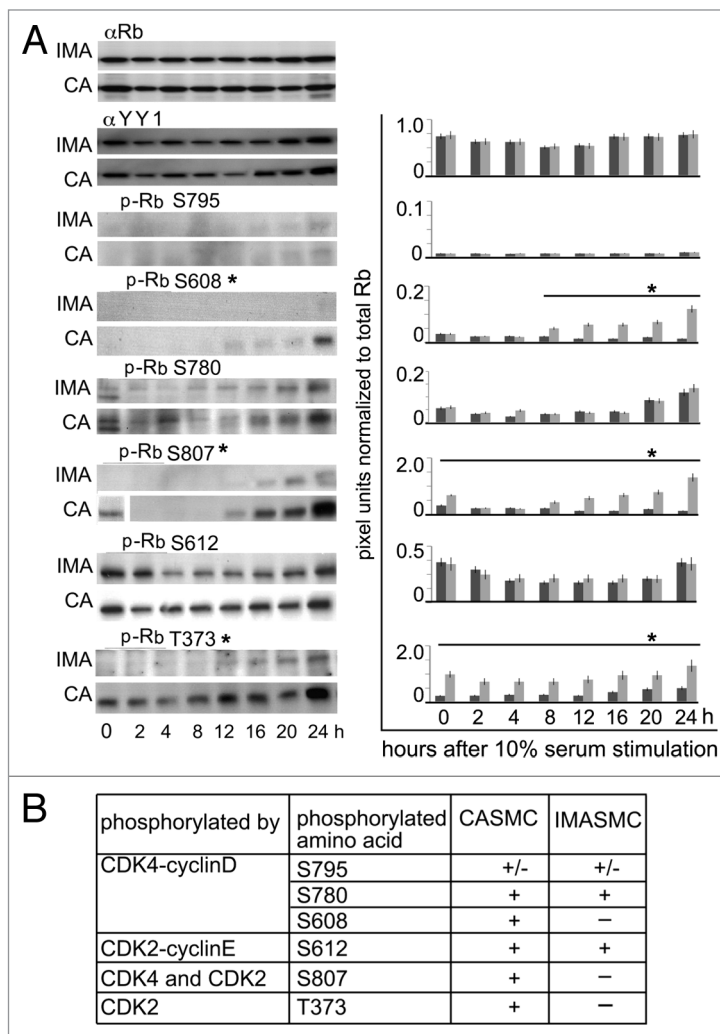 A
αRb
IMA
CA
αYY1
IMA
CA
p-Rb S795
IMA
CA
p-Rb S608 *
IMA
CA
p-Rb S780
IMA
CA
p-Rb S807 *
IMA
CA
p-Rb S612
IMA
CA
p-Rb T373 *
IMA
CA
0 2 4 8 12 16 20 24 h
pixel units normalized to total Rb
1.0
0
0.1
0
0.2
*
0
0.2
0
2.0
*
0
0.5
0
2.0
*
0
0 2 4 8 12 16 20 24
hours after 10% serum stimulation
B
phosphorylated by phosphorylated amino acid CASMC IMASMC
CDK4-cyclinD S795 +/- +/-
S780 + +
S608 + –
CDK2-cyclinE S612 + +
CDK4 and CDK2 S807 + –
CDK2 T373 + –